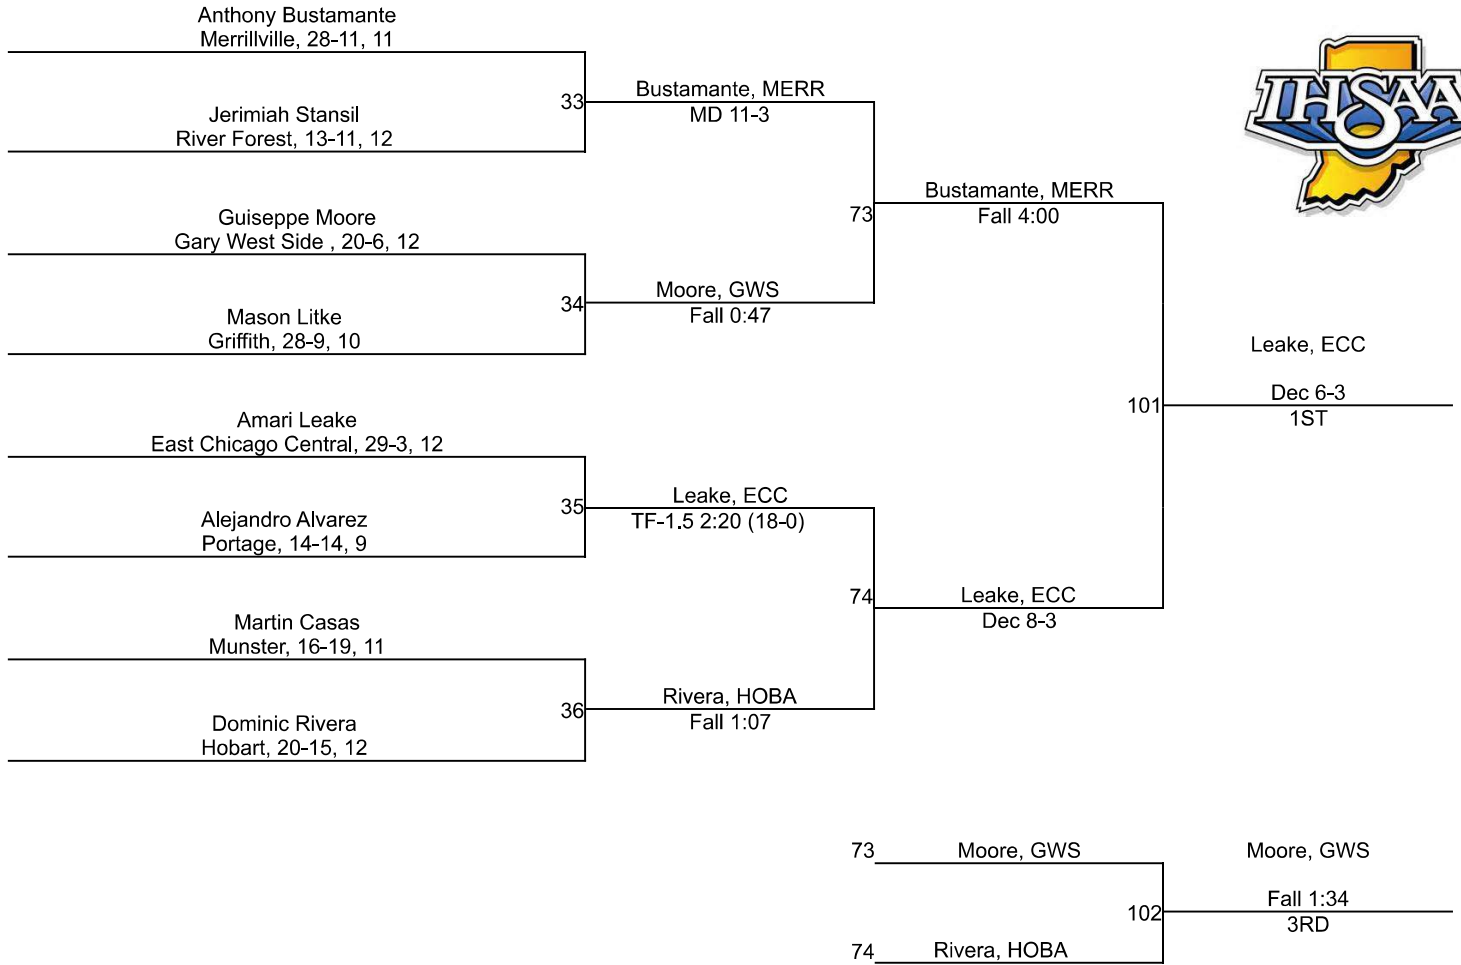 Anthony Bustamante
Merrillville, 28-11, 11
33
Bustamante, MERR
MD 11-3
Jerimiah Stansil
River Forest, 13-11, 12
IHSAA
73
Bustamante, MERR
Fall 4:00
Guiseppe Moore
Gary West Side , 20-6, 12
34
Moore, GWS
Fall 0:47
Mason Litke
Griffith, 28-9, 10
Leake, ECC
101
Dec 6-3
1ST
Amari Leake
East Chicago Central, 29-3, 12
35
Leake, ECC
TF-1.5 2:20 (18-0)
Alejandro Alvarez
Portage, 14-14, 9
74
Leake, ECC
Dec 8-3
Martin Casas
Munster, 16-19, 11
36
Rivera, HOBA
Fall 1:07
Dominic Rivera
Hobart, 20-15, 12
73
Moore, GWS
Moore, GWS
102
Fall 1:34
3RD
74
Rivera, HOBA